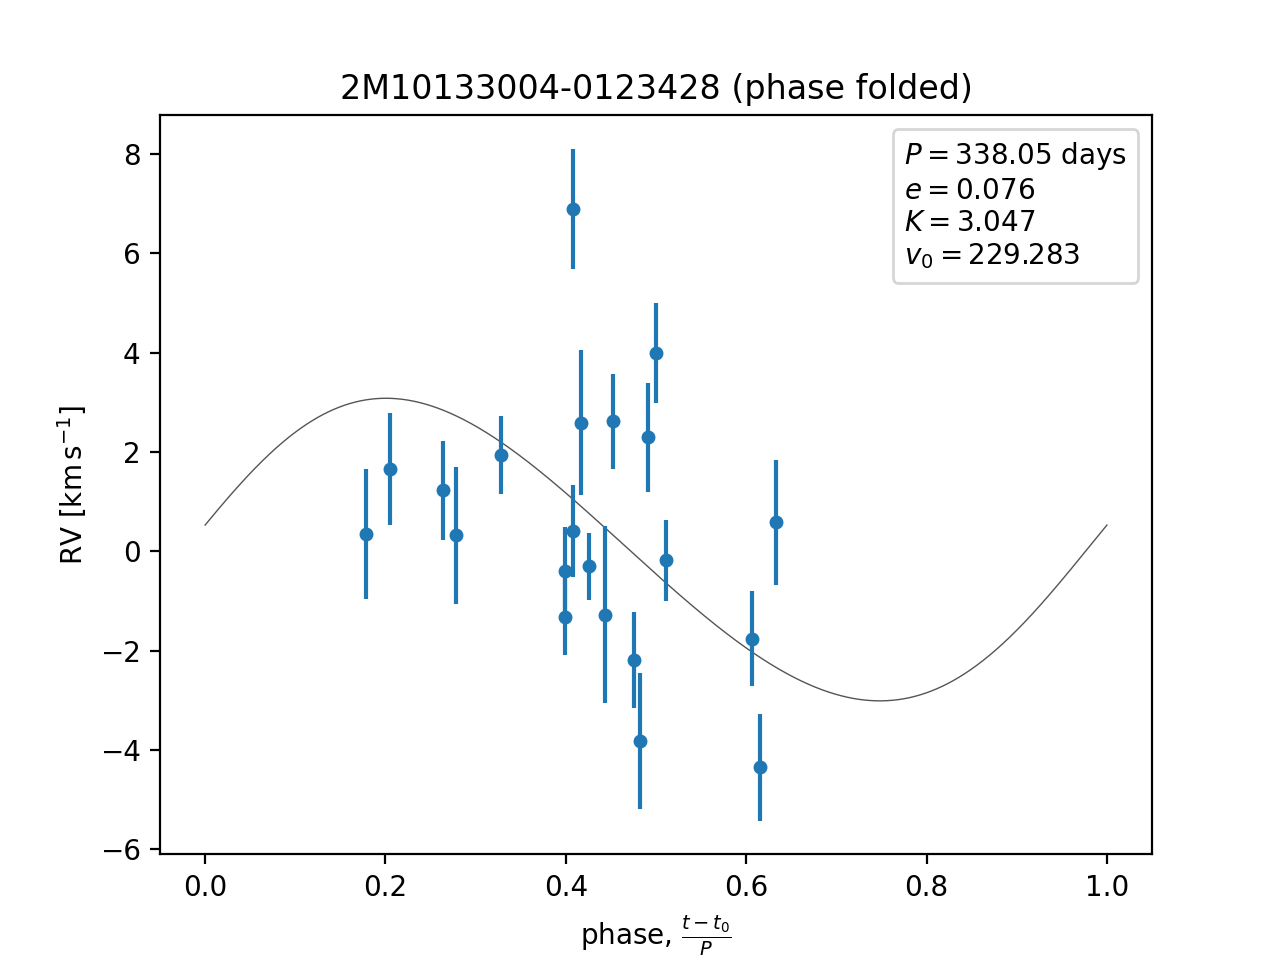 2M10133004-0123428 (phase folded)
P = 338.05 days
e = 0.076
K = 3.047
v₀ = 229.283
8
6
4
2
0
−2
−4
−6
RV [km s⁻¹]
0.0 0.2 0.4 0.6 0.8 1.0
phase, (t − t₀)/P